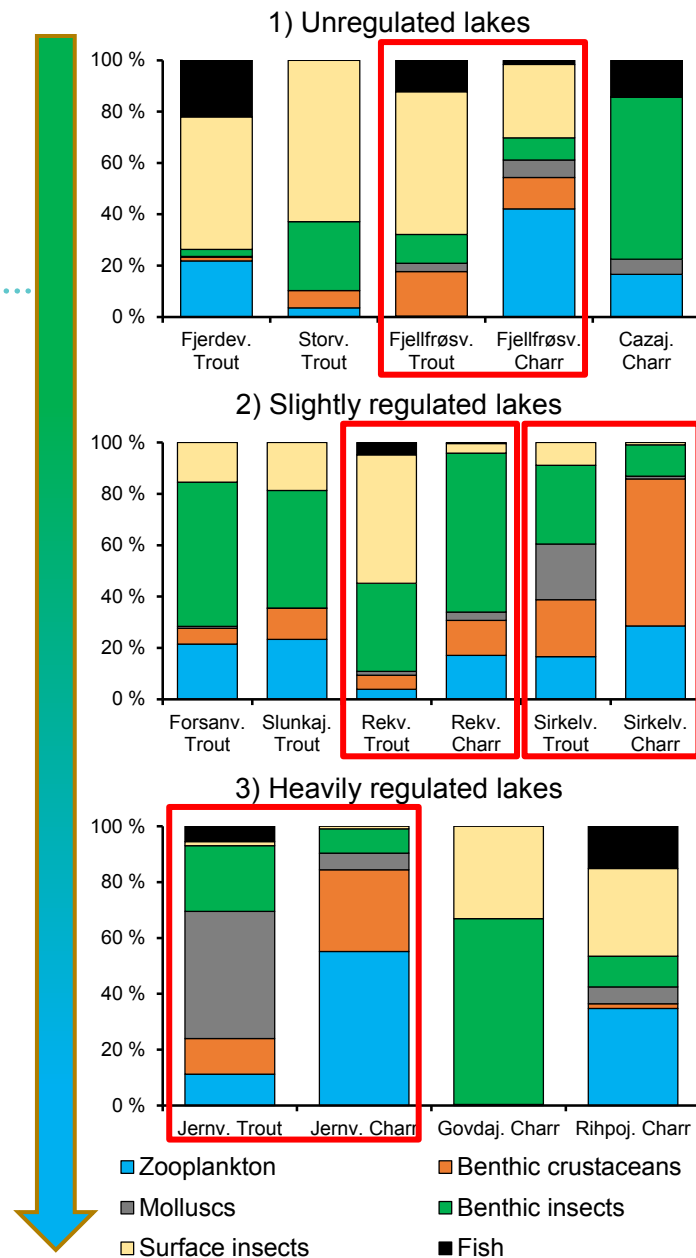 1) Unregulated lakes
100 %
80 %
60 %
40 %
20 %
0 %
Fjerdev. Trout
Storv. Trout
Fjellfrøsv. Trout
Fjellfrøsv. Charr
Cazaj. Charr
2) Slightly regulated lakes
100 %
80 %
60 %
40 %
20 %
0 %
Forsanv. Trout
Slunkaj. Trout
Rekv. Trout
Rekv. Charr
Sirkelv. Trout
Sirkelv. Charr
3) Heavily regulated lakes
100 %
80 %
60 %
40 %
20 %
0 %
Jernv. Trout
Jernv. Charr
Govdaj. Charr
Rihpoj. Charr
Zooplankton
Benthic crustaceans
Molluscs
Benthic insects
Surface insects
Fish